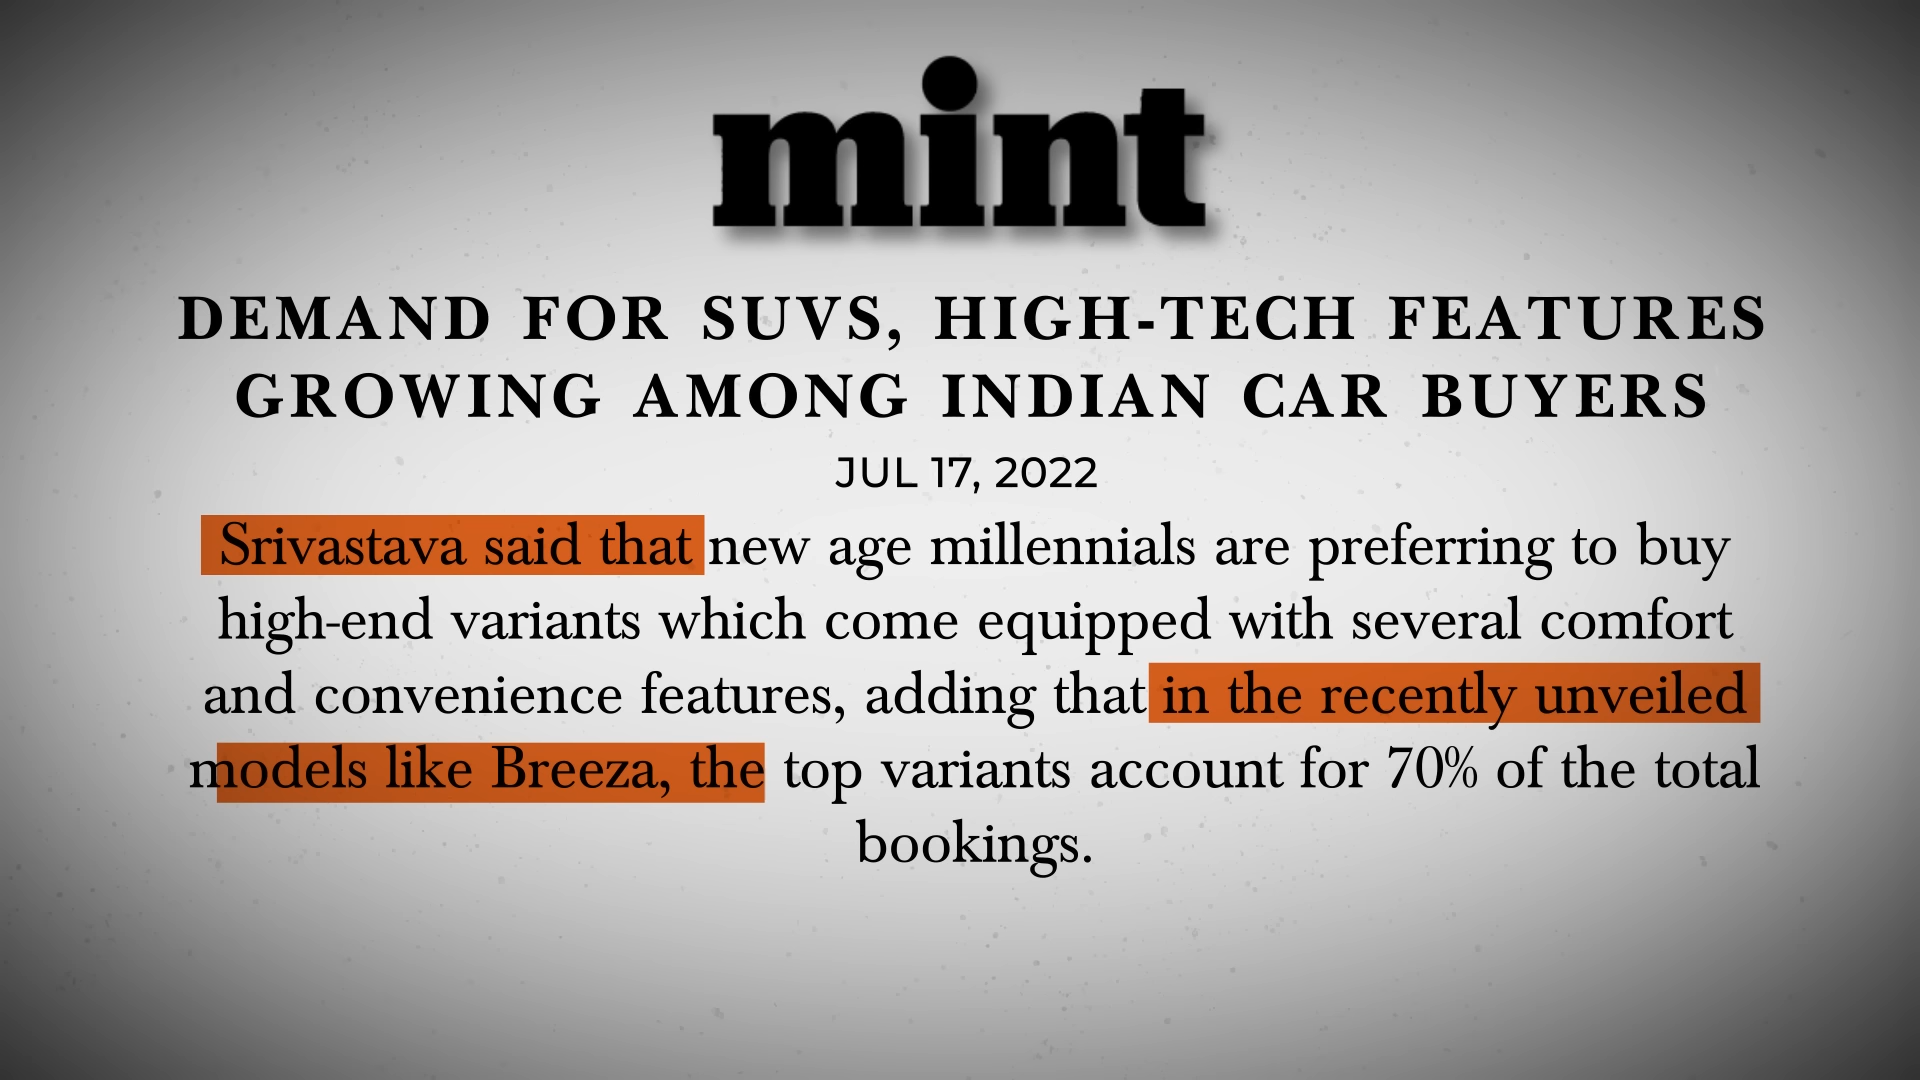 mint
DEMAND FOR SUVS, HIGH-TECH FEATURES
GROWING AMONG INDIAN CAR BUYERS
JUL 17, 2022
Srivastava said that new age millennials are preferring to buy
high-end variants which come equipped with several comfort
and convenience features, adding that in the recently unveiled
models like Breeza, the top variants account for 70% of the total
bookings.